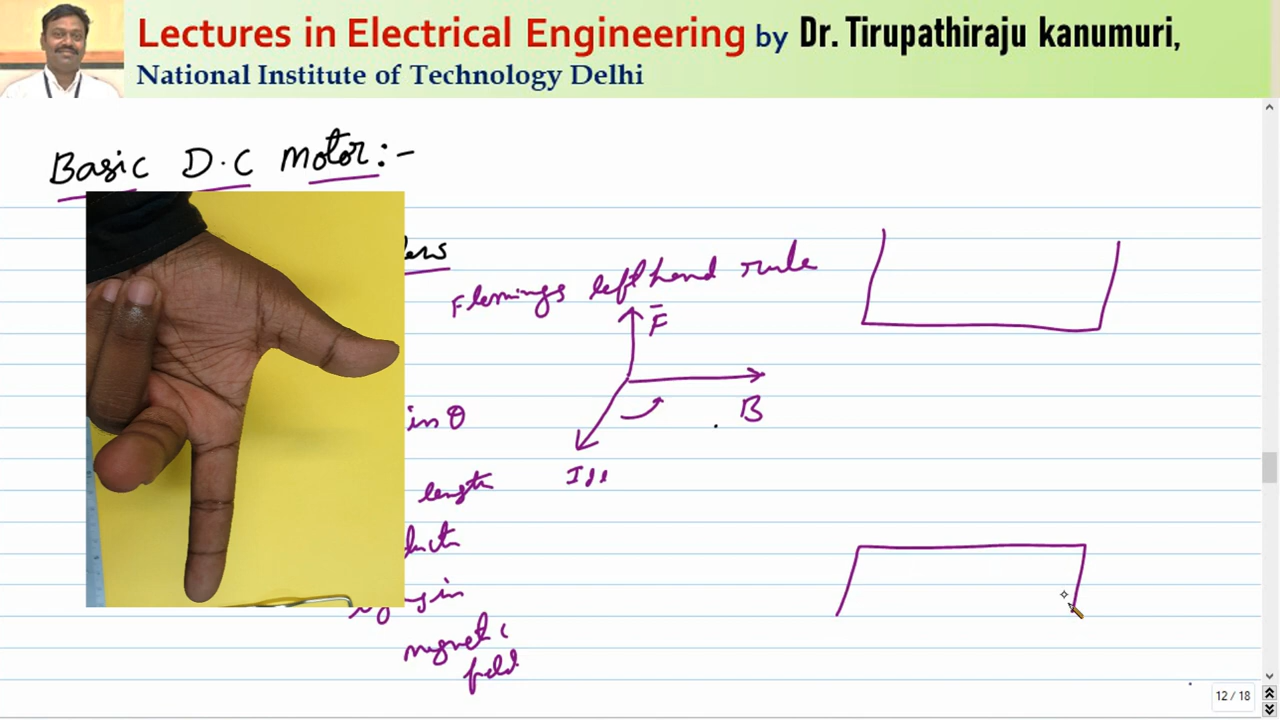 Lectures in Electrical Engineering by Dr. Tirupathiraju kanumuri,
National Institute of Technology Delhi
Basic D.C Motor:-
Flemings left hand rule
F
B
in θ
length
magnetic
field
12 / 18